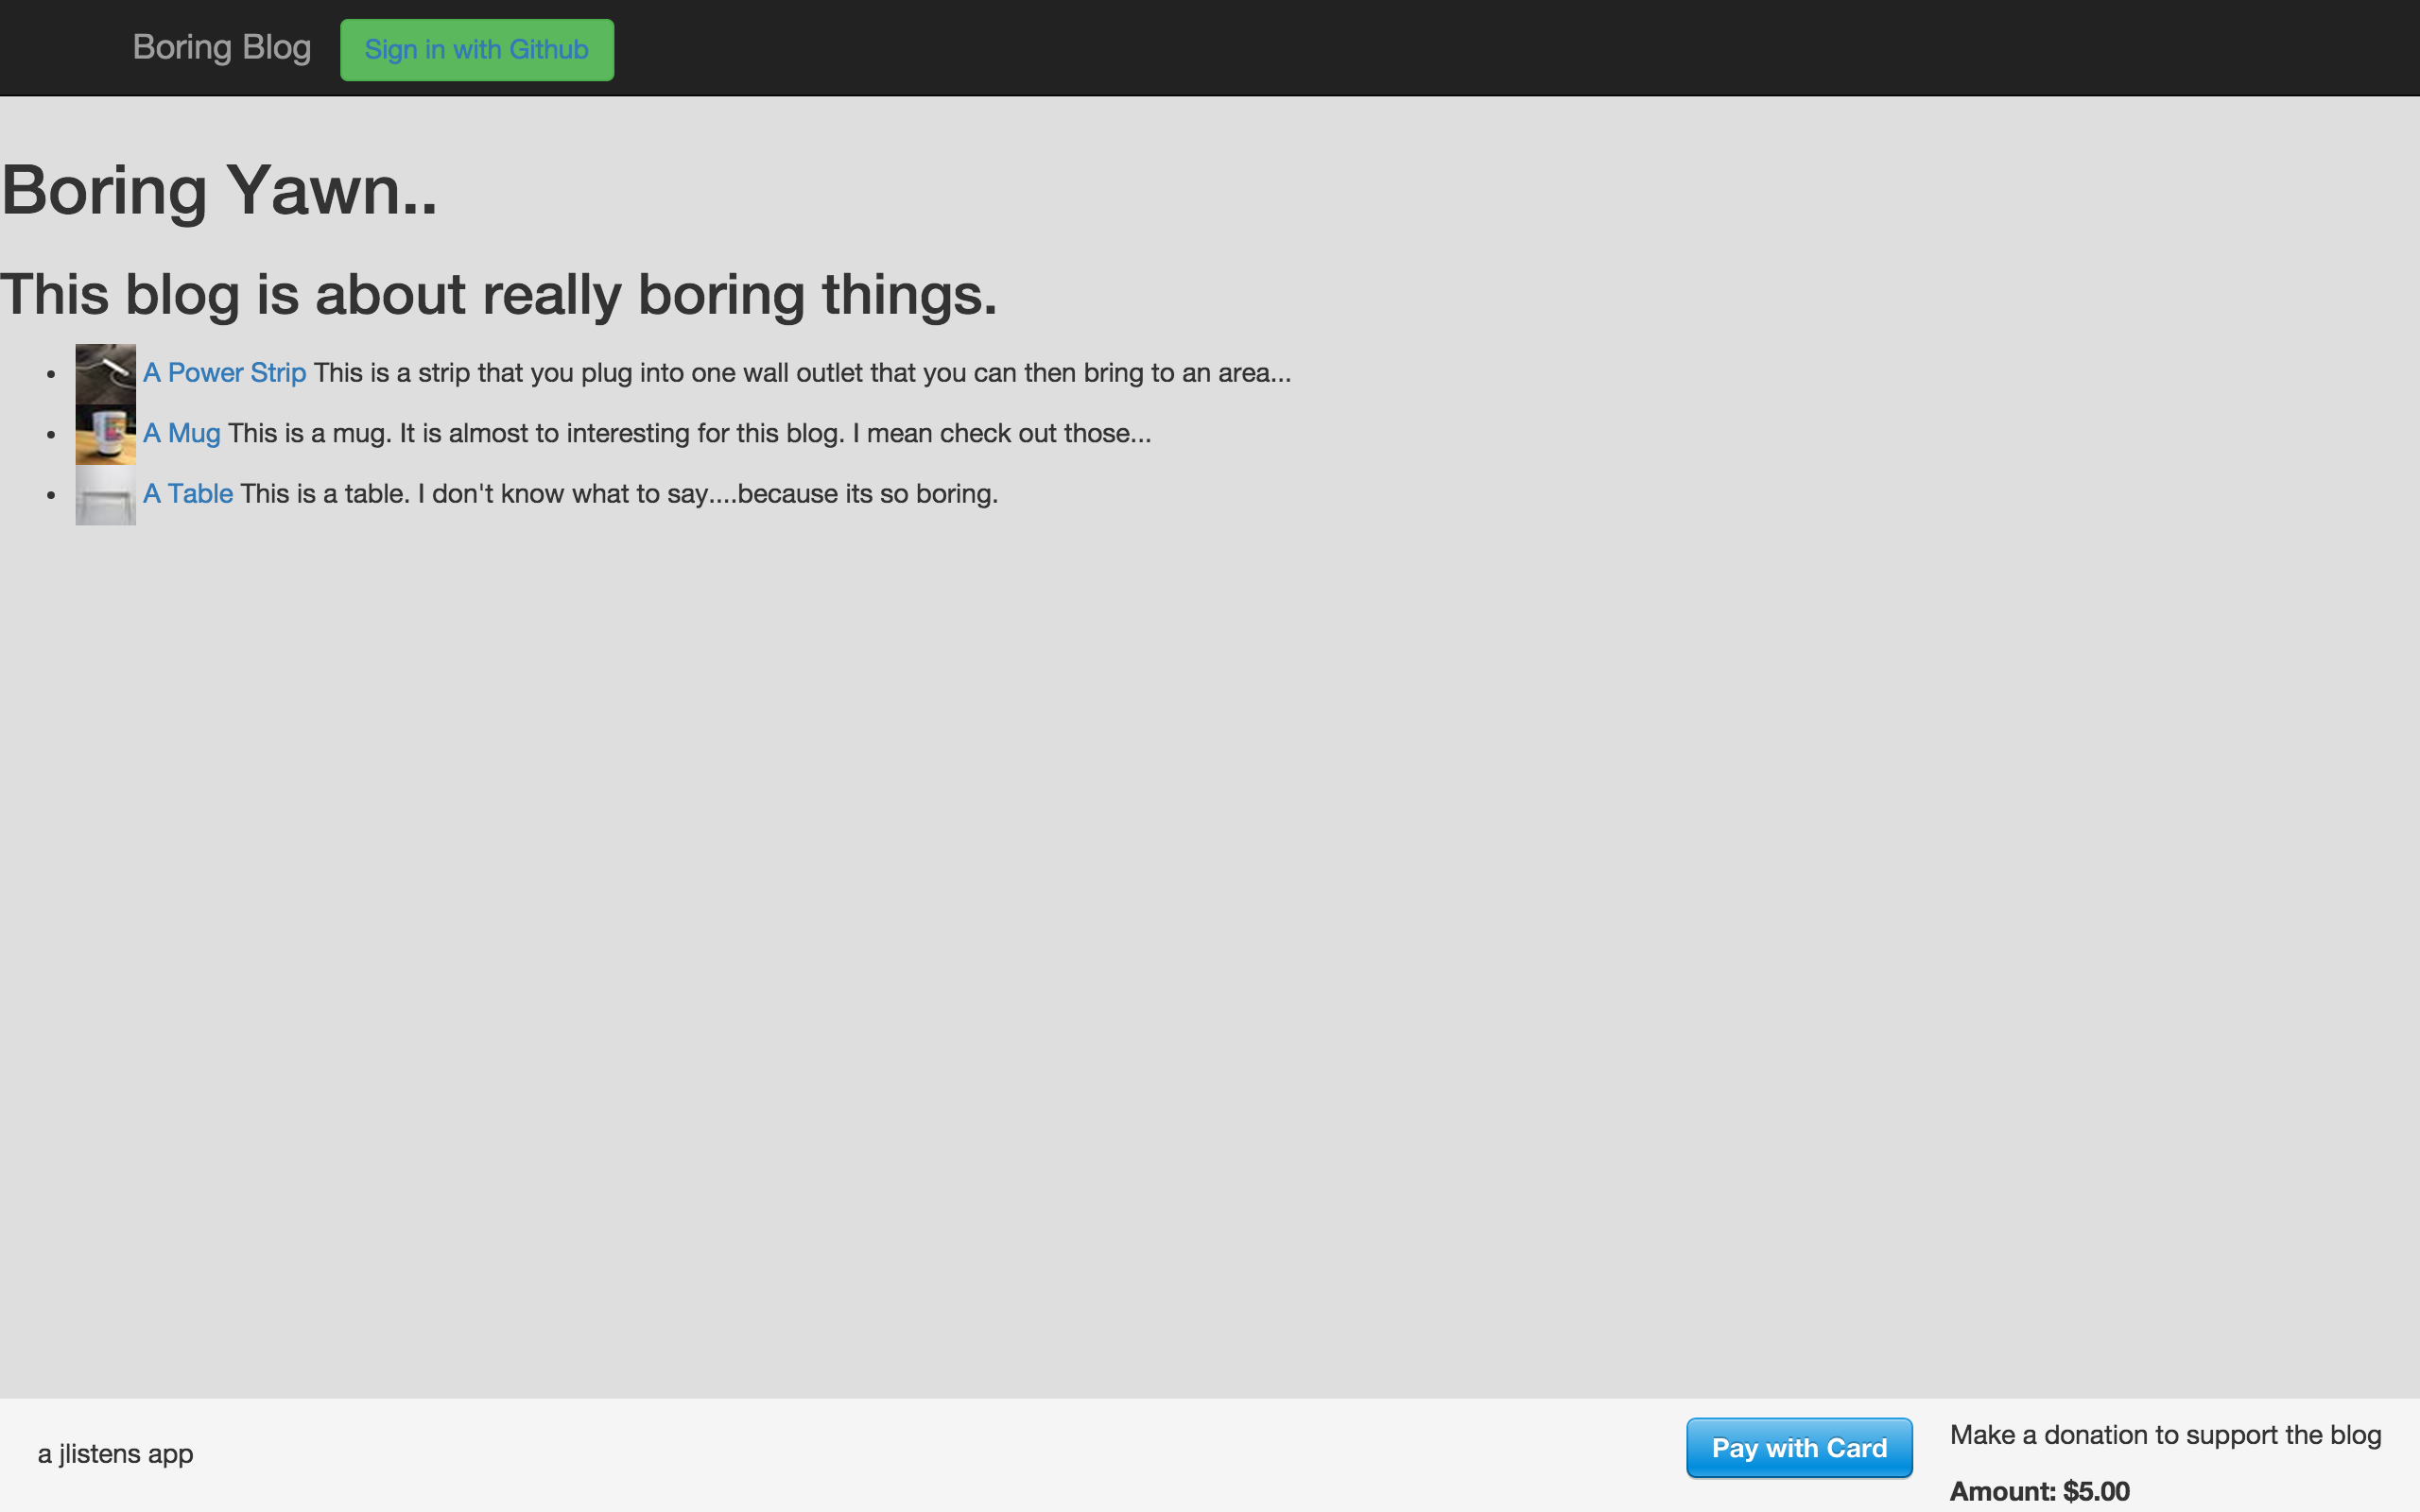 Boring Blog Sign in with Github
Boring Yawn..
This blog is about really boring things.
A Power Strip This is a strip that you plug into one wall outlet that you can then bring to an area...
A Mug This is a mug. It is almost to interesting for this blog. I mean check out those...
A Table This is a table. I don't know what to say....because its so boring.
a jlistens app
Pay with Card
Make a donation to support the blog
Amount: $5.00